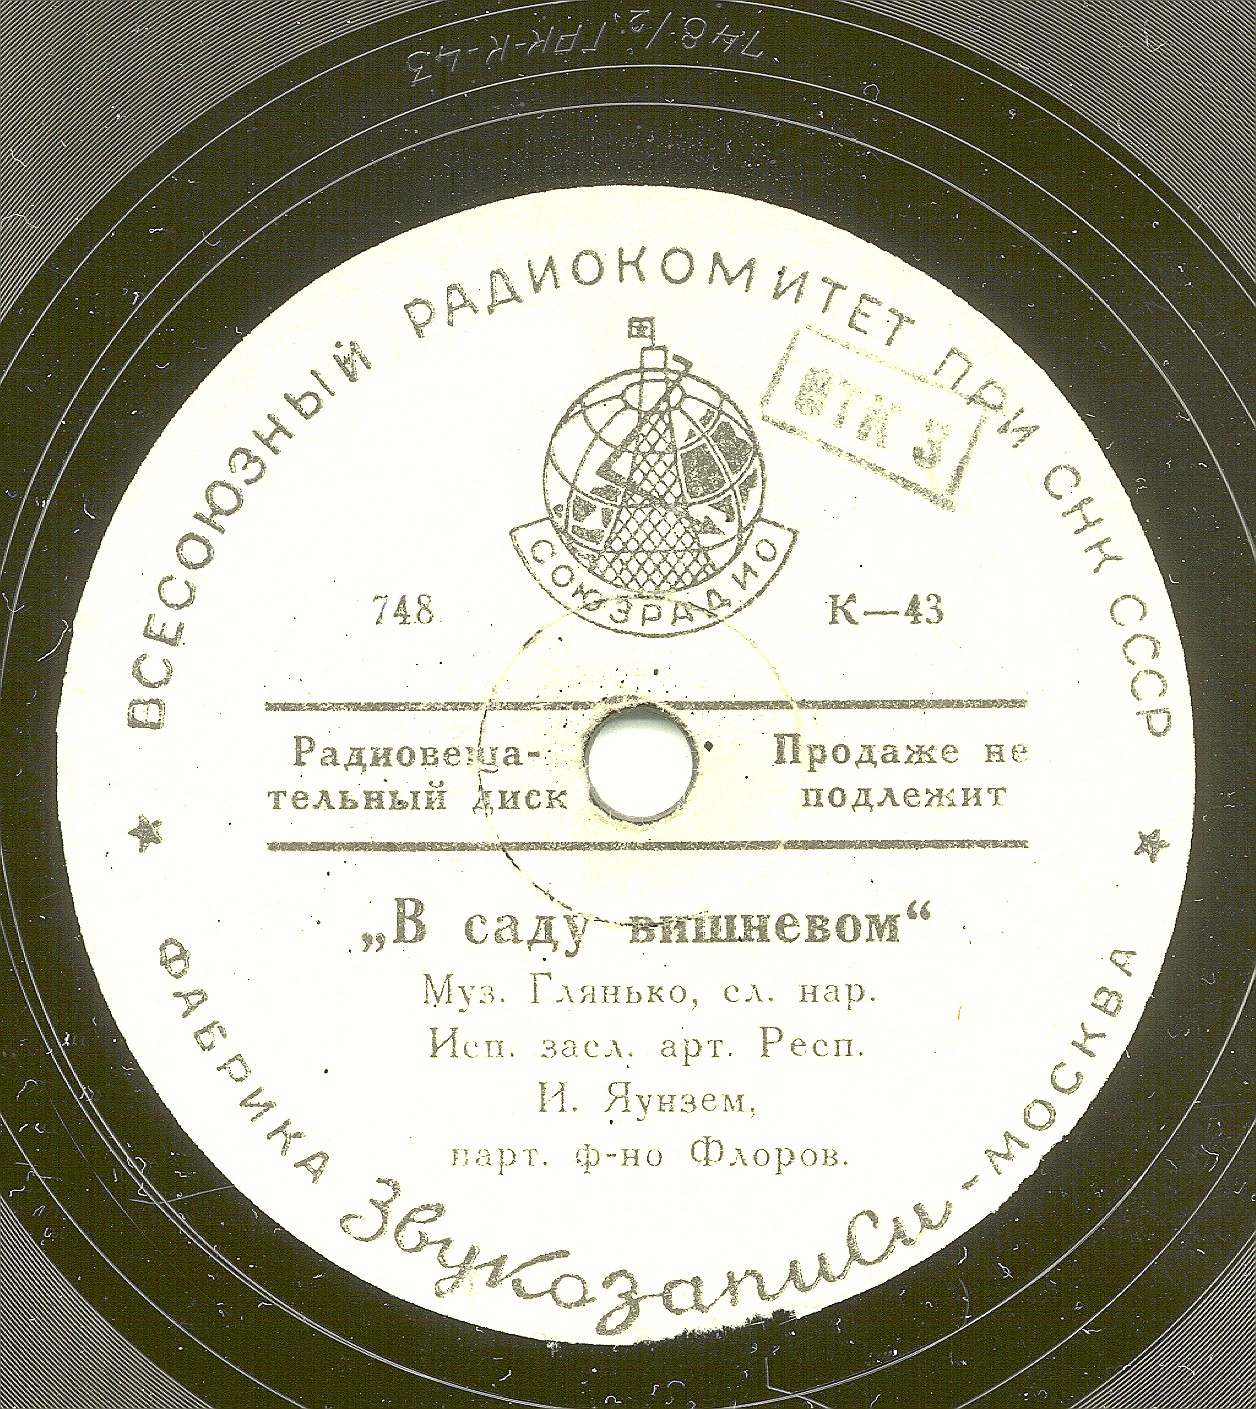 748/2. ГРК-К-43
ВСЕСОЮЗНЫЙ РАДИОКОМИТЕТ ПРИ СНК СССР
ОТК 3
СОЮЗРАДИО
748
К—43
Радиовеща-
тельный диск
Продаже не
подлежит
„В саду вишневом“
Муз. Глянько, сл. нар.
Исп. засл. арт. Респ.
И. Яунзем,
парт. ф-но Флоров.
ФАБРИКА Звукозаписи - МОСКВА